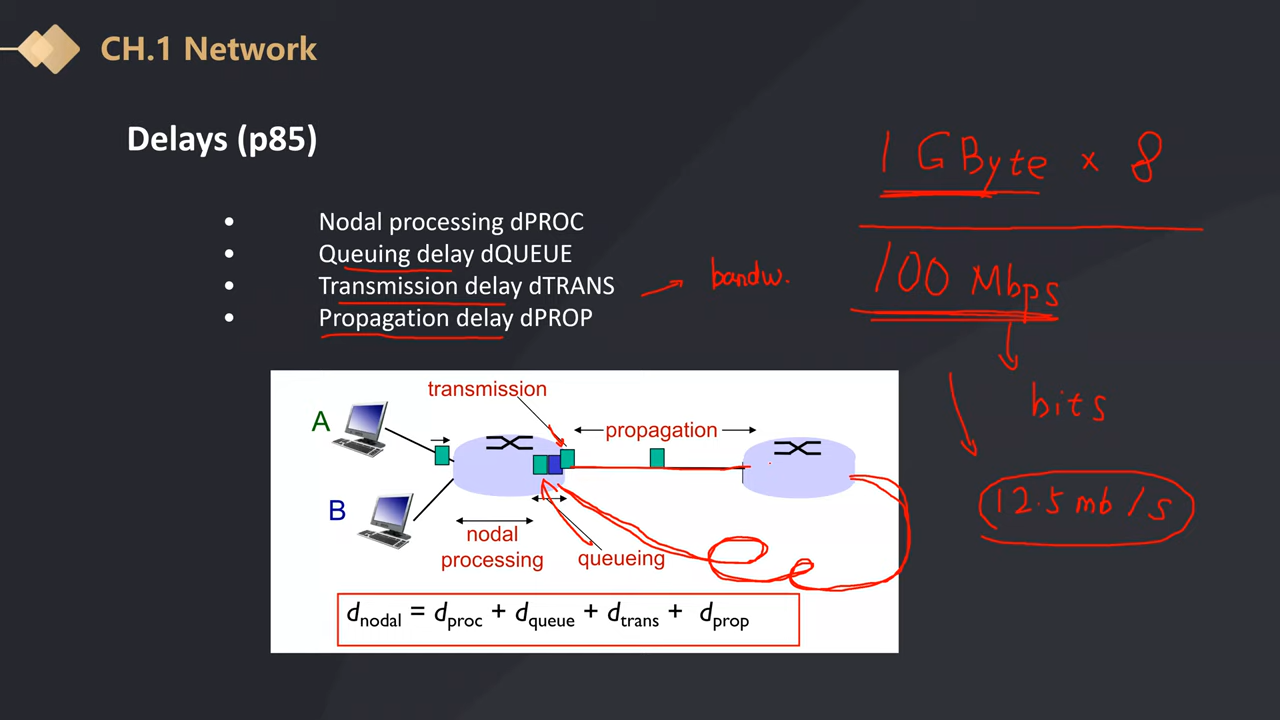 CH.1 Network
Delays (p85)
• Nodal processing dPROC
• Queuing delay dQUEUE
• Transmission delay dTRANS
• Propagation delay dPROP
bandw.
1 GByte × 8
100 Mbps
bits
12.5 mb/s
transmission
A
propagation
B
nodal
processing
queueing
dnodal = dproc + dqueue + dtrans + dprop